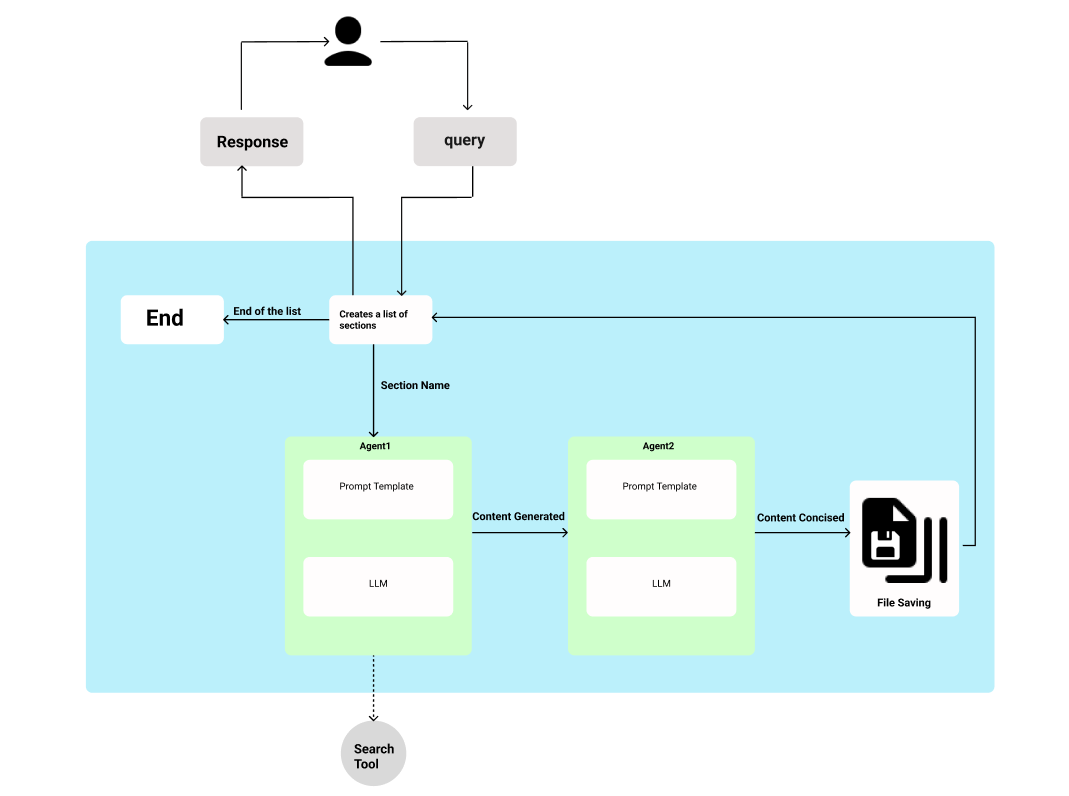 Response
query
End
End of the list
Creates a list of
sections
Section Name
Agent1
Prompt Template
LLM
Content Generated
Agent2
Prompt Template
LLM
Content Concised
File Saving
Search
Tool